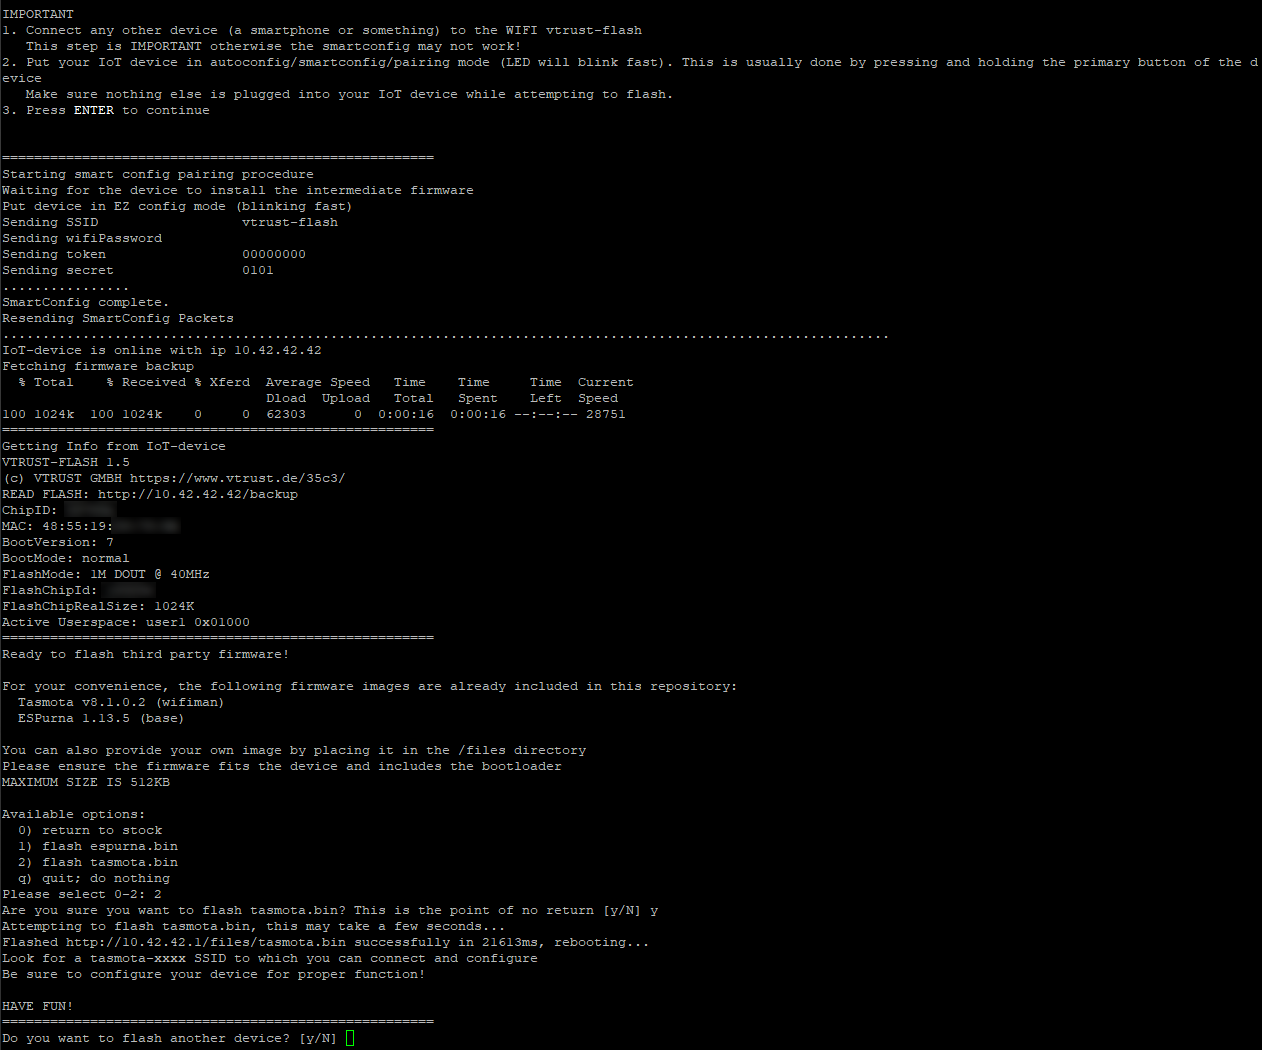 IMPORTANT
1. Connect any other device (a smartphone or something) to the WIFI vtrust-flash
   This step is IMPORTANT otherwise the smartconfig may not work!
2. Put your IoT device in autoconfig/smartconfig/pairing mode (LED will blink fast). This is usually done by pressing and holding the primary button of the d
evice
   Make sure nothing else is plugged into your IoT device while attempting to flash.
3. Press ENTER to continue
======================================================
Starting smart config pairing procedure
Waiting for the device to install the intermediate firmware
Put device in EZ config mode (blinking fast)
Sending SSID                  vtrust-flash
Sending wifiPassword
Sending token                 00000000
Sending secret                0101
................
SmartConfig complete.
Resending SmartConfig Packets
...............................................................................................................
IoT-device is online with ip 10.42.42.42
Fetching firmware backup
  % Total    % Received % Xferd  Average Speed   Time    Time     Time  Current
                                 Dload  Upload   Total   Spent    Left  Speed
100 1024k  100 1024k    0     0  62303      0  0:00:16  0:00:16 --:--:-- 28751
======================================================
Getting Info from IoT-device
VTRUST-FLASH 1.5
(c) VTRUST GMBH https://www.vtrust.de/35c3/
READ FLASH: http://10.42.42.42/backup
ChipID:
MAC: 48:55:19:
BootVersion: 7
BootMode: normal
FlashMode: 1M DOUT @ 40MHz
FlashChipId:
FlashChipRealSize: 1024K
Active Userspace: user1 0x01000
======================================================
Ready to flash third party firmware!
For your convenience, the following firmware images are already included in this repository:
  Tasmota v8.1.0.2 (wifiman)
  ESPurna 1.13.5 (base)
You can also provide your own image by placing it in the /files directory
Please ensure the firmware fits the device and includes the bootloader
MAXIMUM SIZE IS 512KB
Available options:
  0) return to stock
  1) flash espurna.bin
  2) flash tasmota.bin
  q) quit; do nothing
Please select 0-2: 2
Are you sure you want to flash tasmota.bin? This is the point of no return [y/N] y
Attempting to flash tasmota.bin, this may take a few seconds...
Flashed http://10.42.42.1/files/tasmota.bin successfully in 21613ms, rebooting...
Look for a tasmota-xxxx SSID to which you can connect and configure
Be sure to configure your device for proper function!
HAVE FUN!
======================================================
Do you want to flash another device? [y/N]